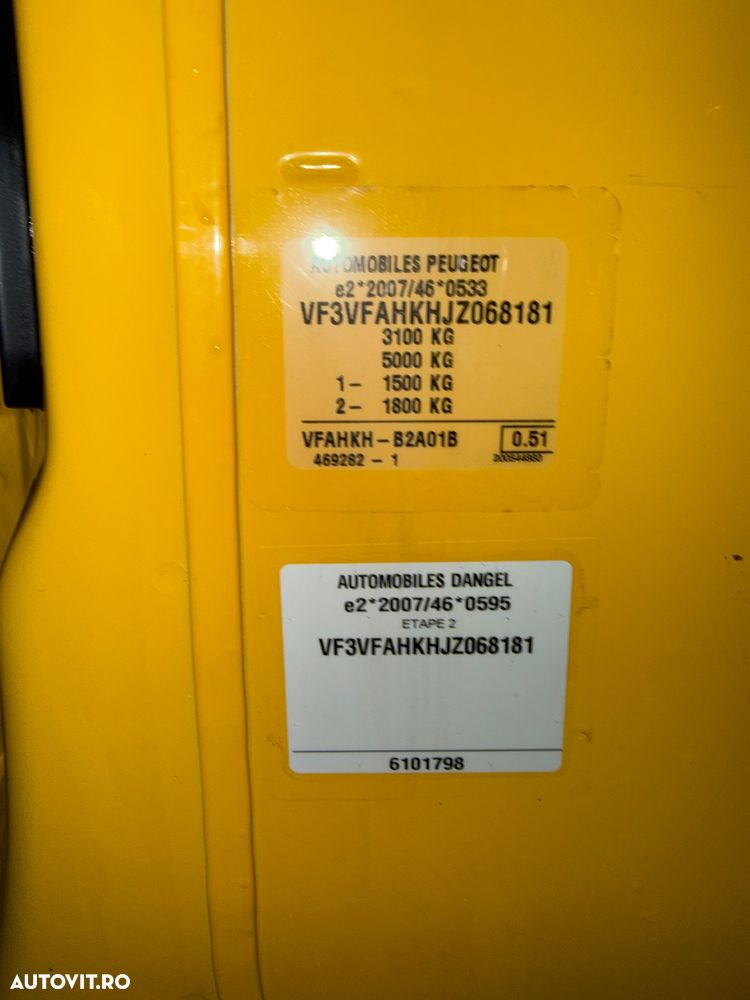 AUTOMOBILES PEUGEOT
e2*2007/46*0533
VF3VFAHKHJZ068181
3100 KG
5000 KG
1- 1500 KG
2- 1800 KG
VFAHKH-B2A01B 0.51
469282 - 1
AUTOMOBILES DANGEL
e2*2007/46*0595
ETAPE 2
VF3VFAHKHJZ068181
6101798
AUTOVIT.RO